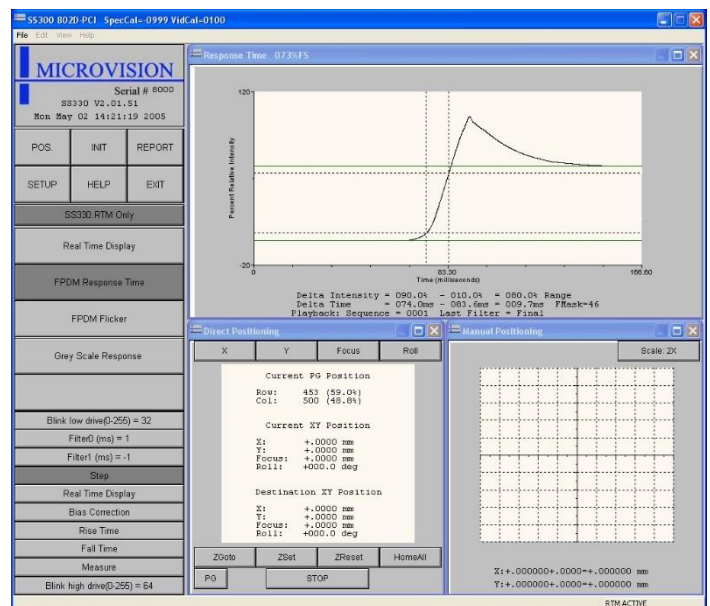 SS300 802D-PCI SpecCal=-0999 VidCal=0100
File Edit View Help
MICROVISION
Serial # 8000
SS330 V2.01.51
Mon May 02 14:21:19 2005
POS. INIT REPORT
SETUP HELP EXIT
SS330:RTM Only
Real Time Display
FPDM Response Time
FPDM Flicker
Grey Scale Response
Blink low drive(0-255) = 32
Filter0 (ms) = 1
Filter1 (ms) = -1
Step
Real Time Display
Bias Correction
Rise Time
Fall Time
Measure
Blink high drive(0-255) = 64
Response Time 073%FS
120
Percent Relative Intensity
-20
0 83.30 166.60
Time (milliseconds)
Delta Intensity = 090.0% - 010.0% = 080.0% Range
Delta Time = 074.0ms - 083.6ms = 009.7ms FMask=46
Playback: Sequence = 0001 Last Filter = Final
Direct Positioning
X Y Focus Roll
Current PG Position
Row: 453 (59.0%)
Col: 500 (48.8%)
Current XY Position
X: +.0000 mm
Y: +.0000 mm
Focus: +.0000 mm
Roll: +000.0 deg
Destination XY Position
X: +.0000 mm
Y: +.0000 mm
Focus: +.0000 mm
Roll: +000.0 deg
ZGoto ZSet ZReset HomeAll
PG STOP
Manual Positioning
Scale: 2X
X:+.000000+.0000=+.000000 mm
Y:+.000000+.0000=+.000000 mm
RTM ACTIVE